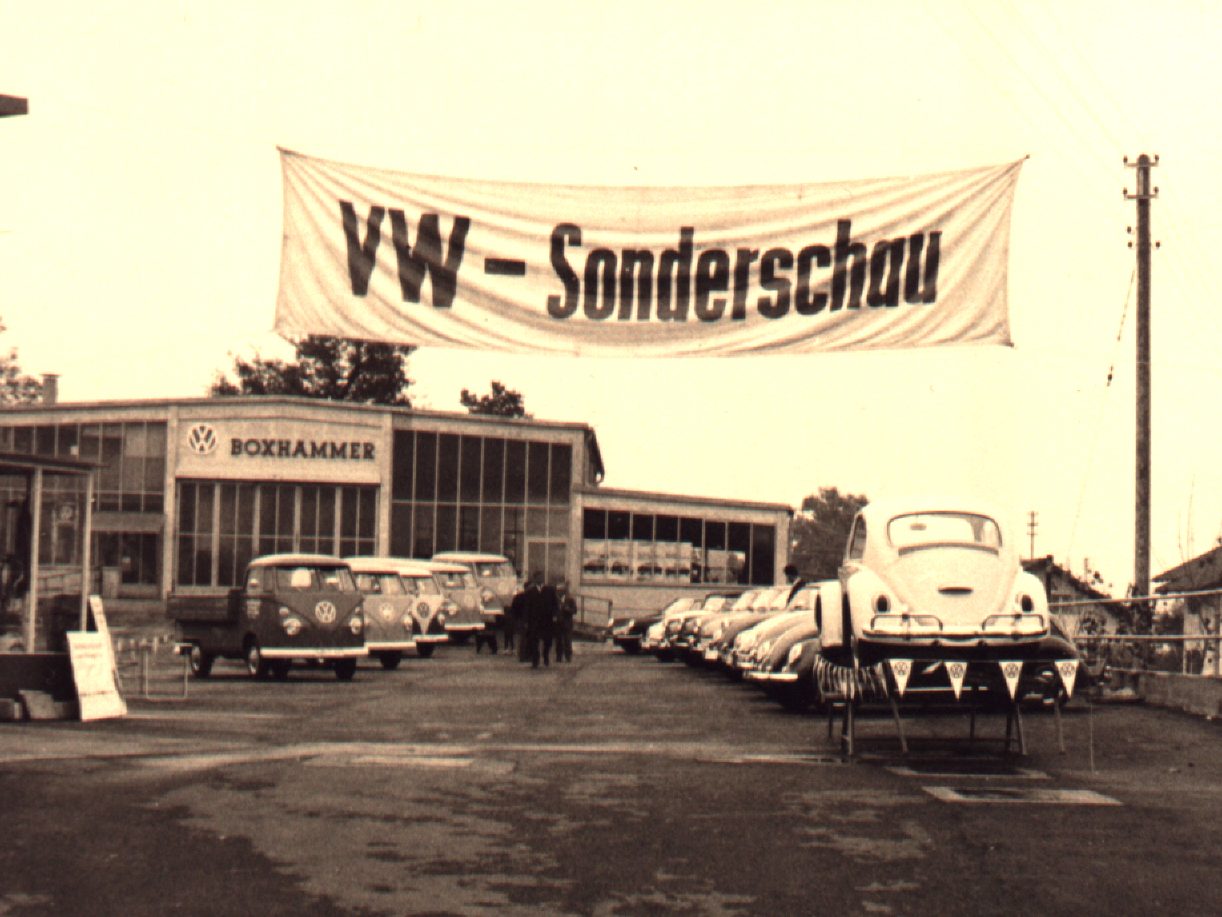 VW - Sonderschau
VW BOXHAMMER